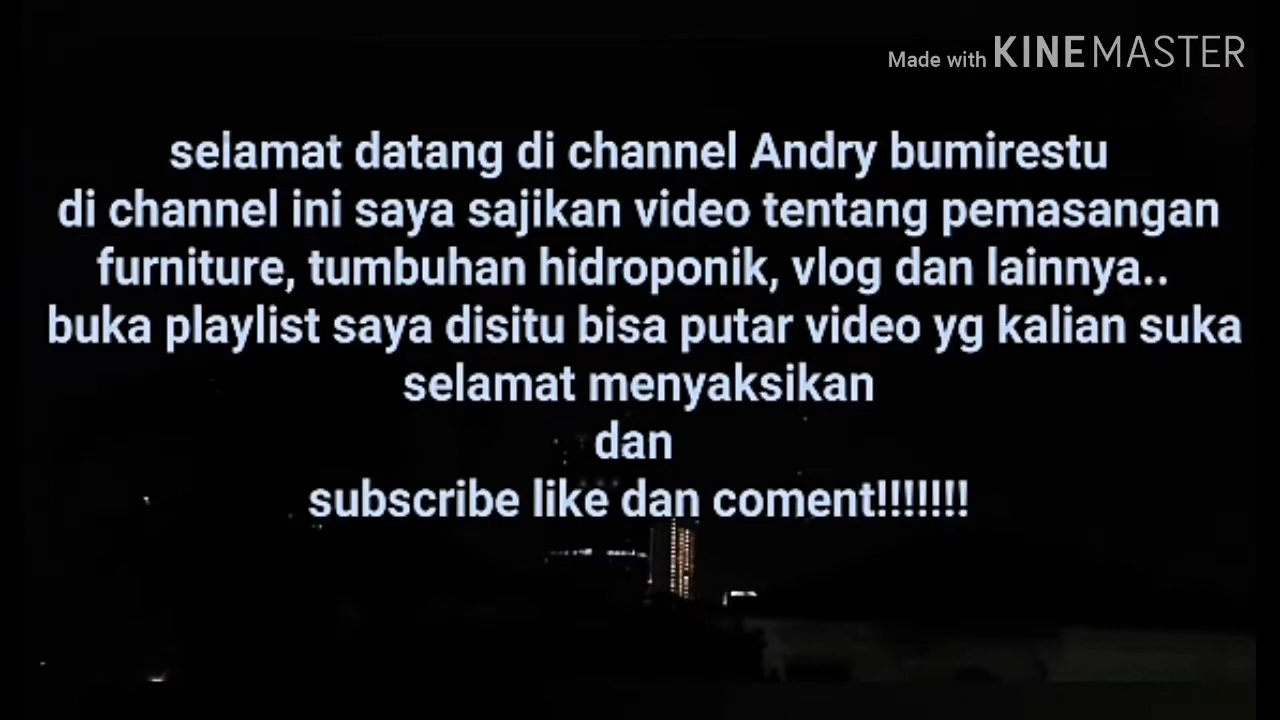 Made with KINEMASTER
selamat datang di channel Andry bumirestu
di channel ini saya sajikan video tentang pemasangan
furniture, tumbuhan hidroponik, vlog dan lainnya..
buka playlist saya disitu bisa putar video yg kalian suka
selamat menyaksikan
dan
subscribe like dan coment!!!!!!!